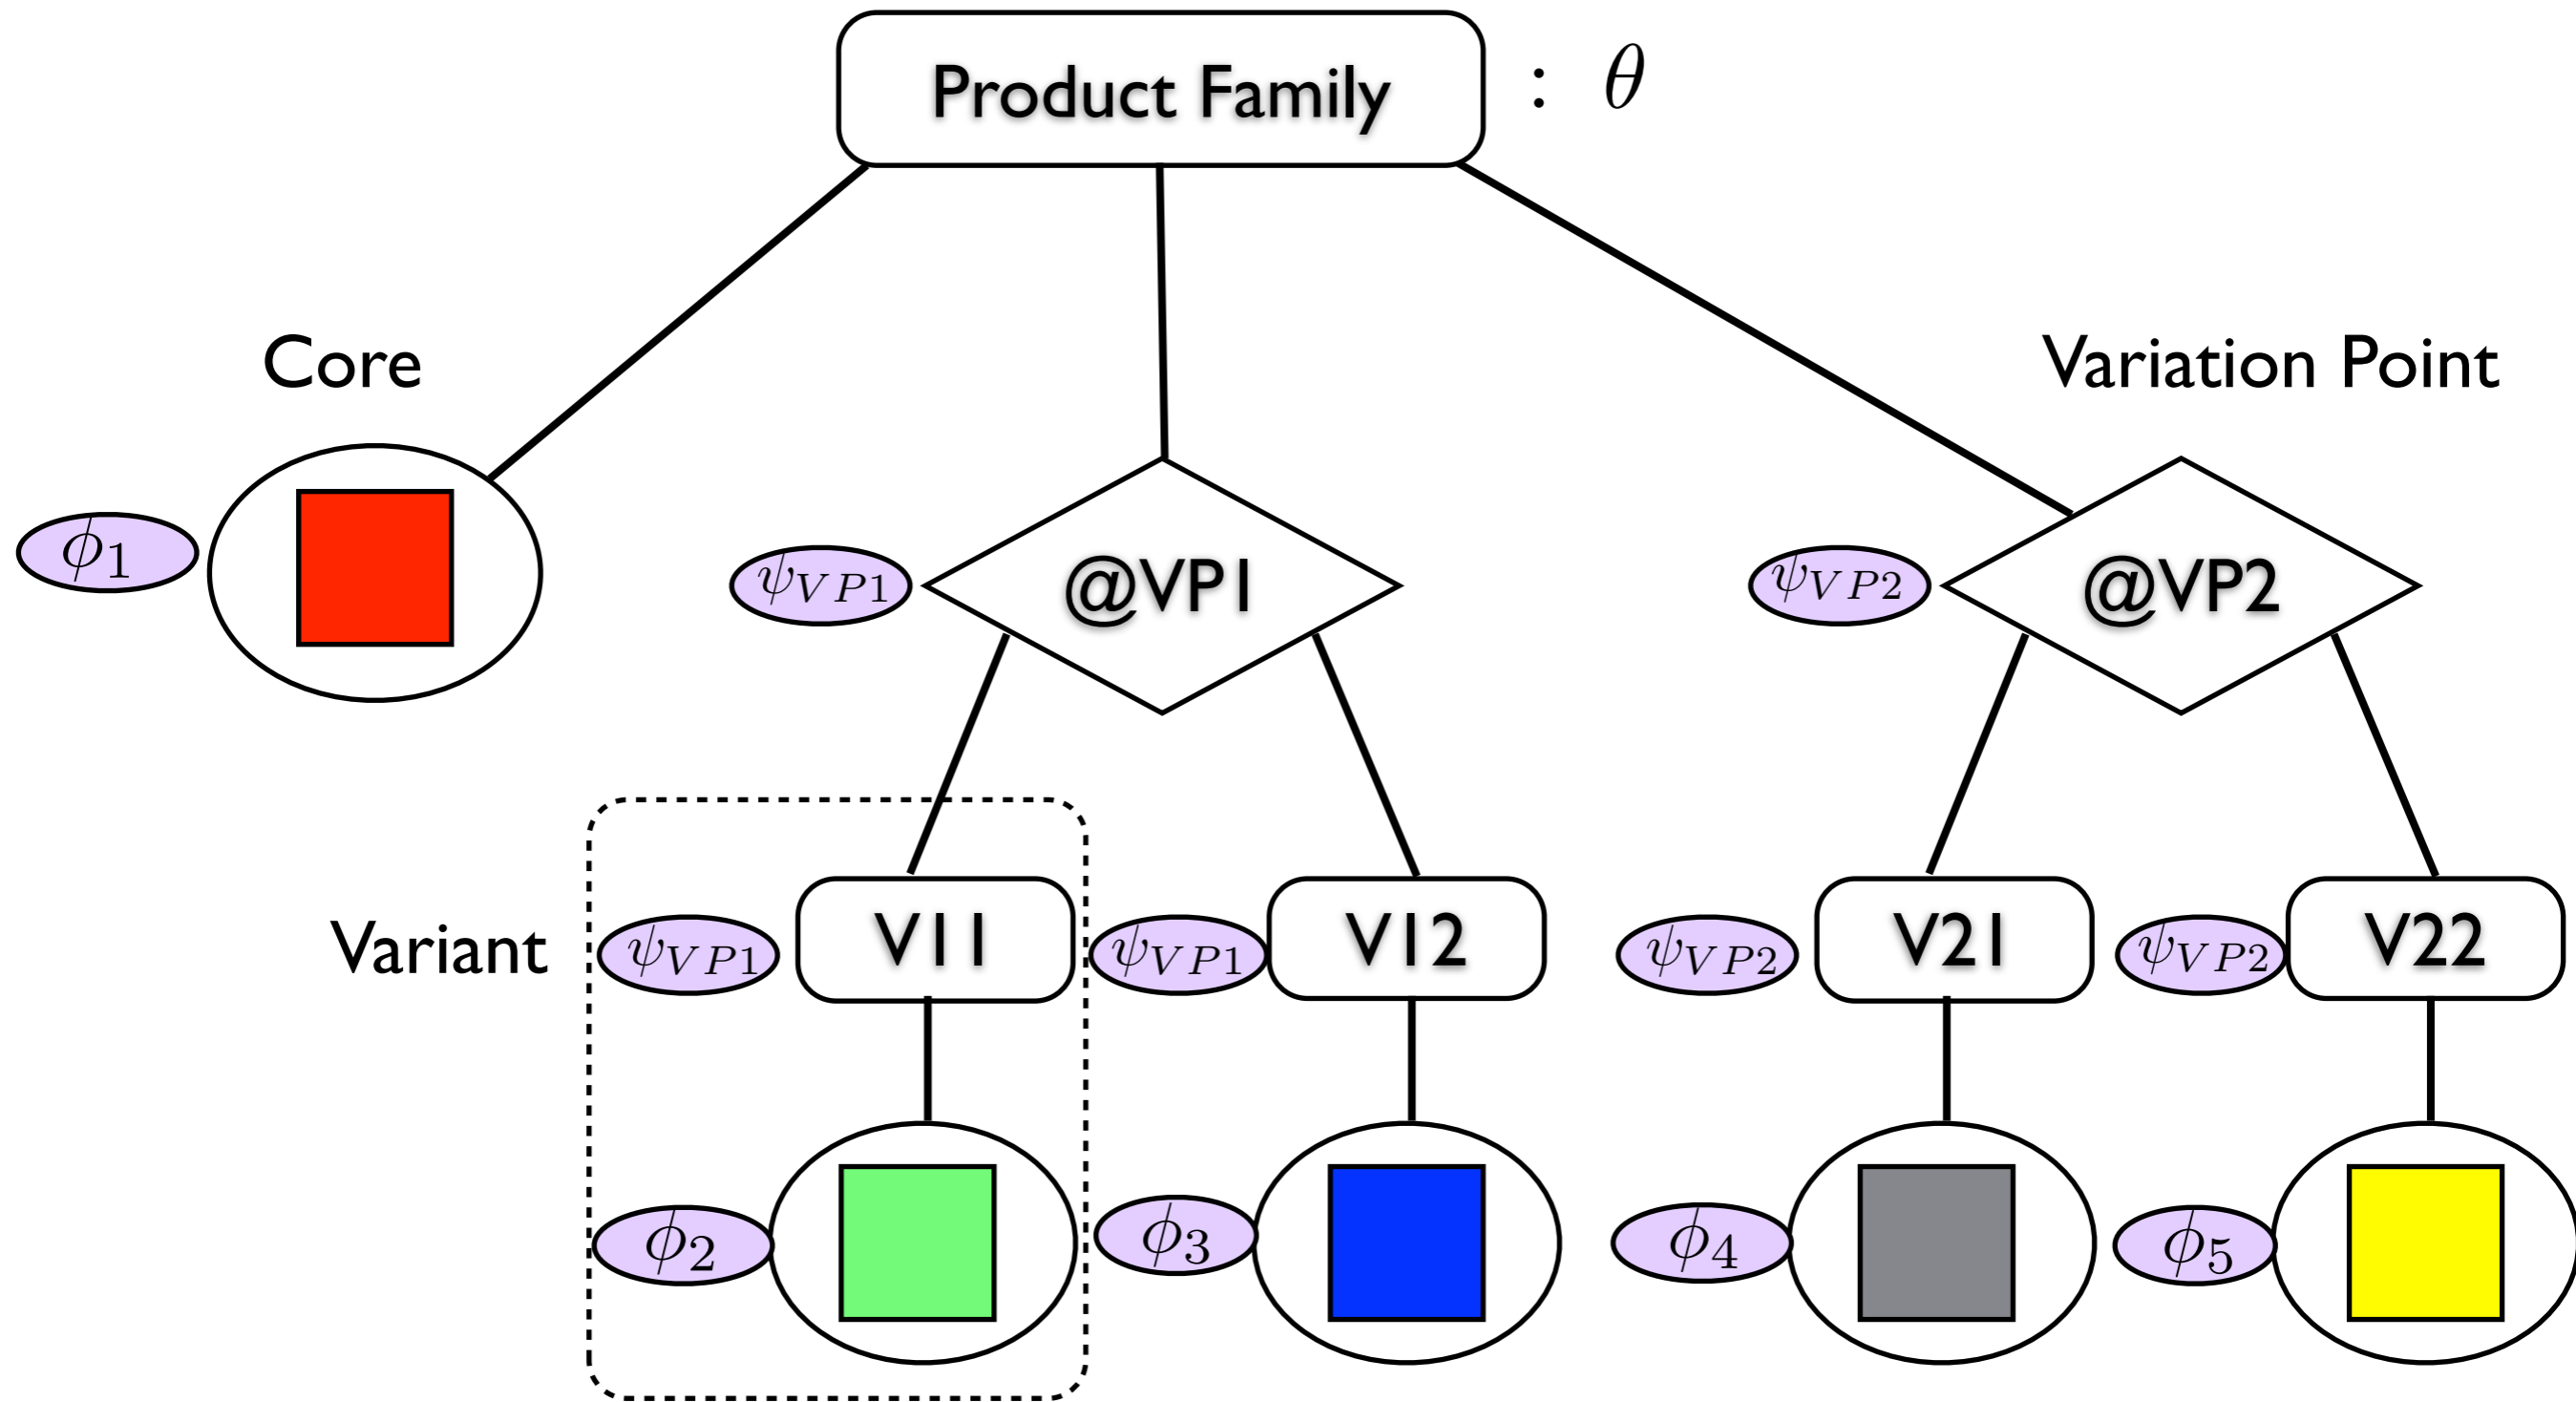 Product Family : θ
Core
Variation Point
ϕ1
ψVP1
@VP1
ψVP2
@VP2
Variant
ψVP1
V11
ψVP1
V12
ψVP2
V21
ψVP2
V22
ϕ2
ϕ3
ϕ4
ϕ5